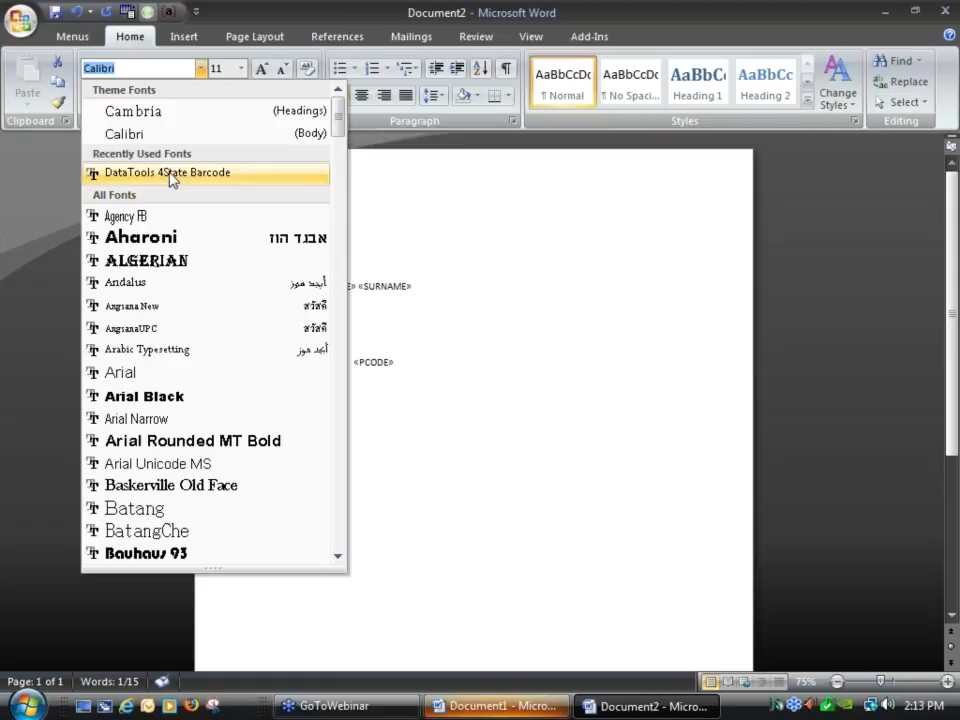 Document2 - Microsoft Word
Menus Home Insert Page Layout References Mailings Review View Add-Ins
Calibri 11
Paste
Clipboard
AaBbCcDc AaBbCcDc AaBbC AaBbCc
¶ Normal ¶ No Spaci... Heading 1 Heading 2
Change Styles
Find
Replace
Select
Paragraph Styles Editing
Theme Fonts
Cambria (Headings)
Calibri (Body)
Recently Used Fonts
DataTools 4State Barcode
All Fonts
Agency FB
Aharoni אבגד הוז
ALGERIAN
Andalus أبجد هوز
Angsana New สวัสดี
AngsanaUPC สวัสดี
Arabic Typesetting أبجد هوز
Arial
Arial Black
Arial Narrow
Arial Rounded MT Bold
Arial Unicode MS
Baskerville Old Face
Batang
BatangChe
Bauhaus 93
«SURNAME»
«PCODE»
Page: 1 of 1 Words: 1/15 75%
GoToWebinar Document1 - Micros... Document2 - Micros... 2:13 PM